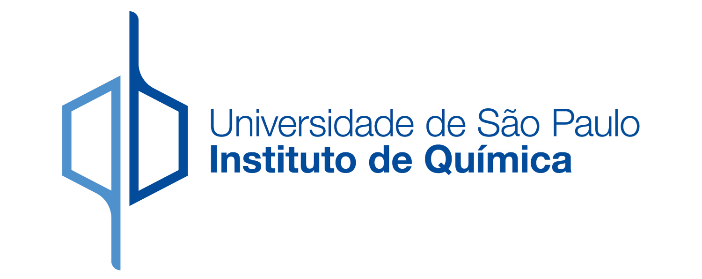 Universidade de São Paulo
Instituto de Química